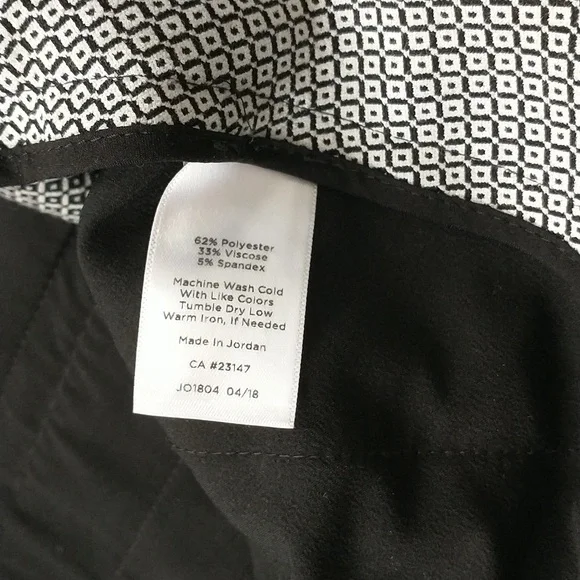 62% Polyester
33% Viscose
5% Spandex
Machine Wash Cold
With Like Colors
Tumble Dry Low
Warm Iron, If Needed
Made In Jordan
CA #23147
JO1804 04/18